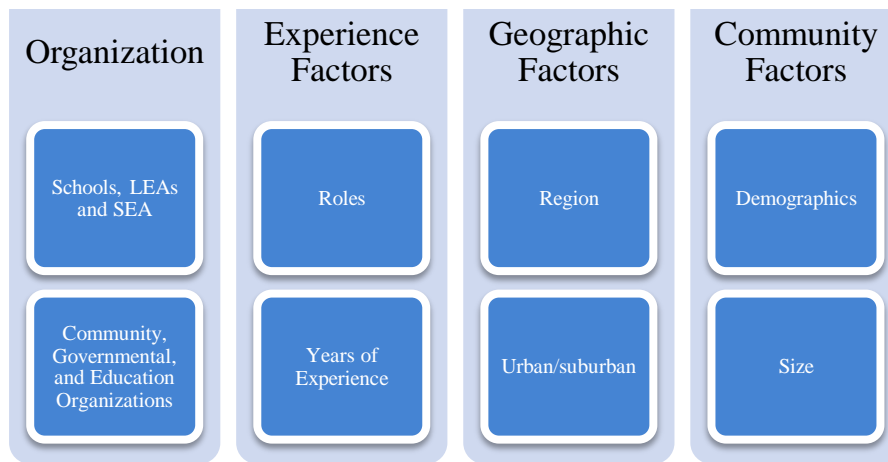 Organization
Schools, LEAs
and SEA
Community,
Governmental,
and Education
Organizations
Experience
Factors
Roles
Years of
Experience
Geographic
Factors
Region
Urban/suburban
Community
Factors
Demographics
Size